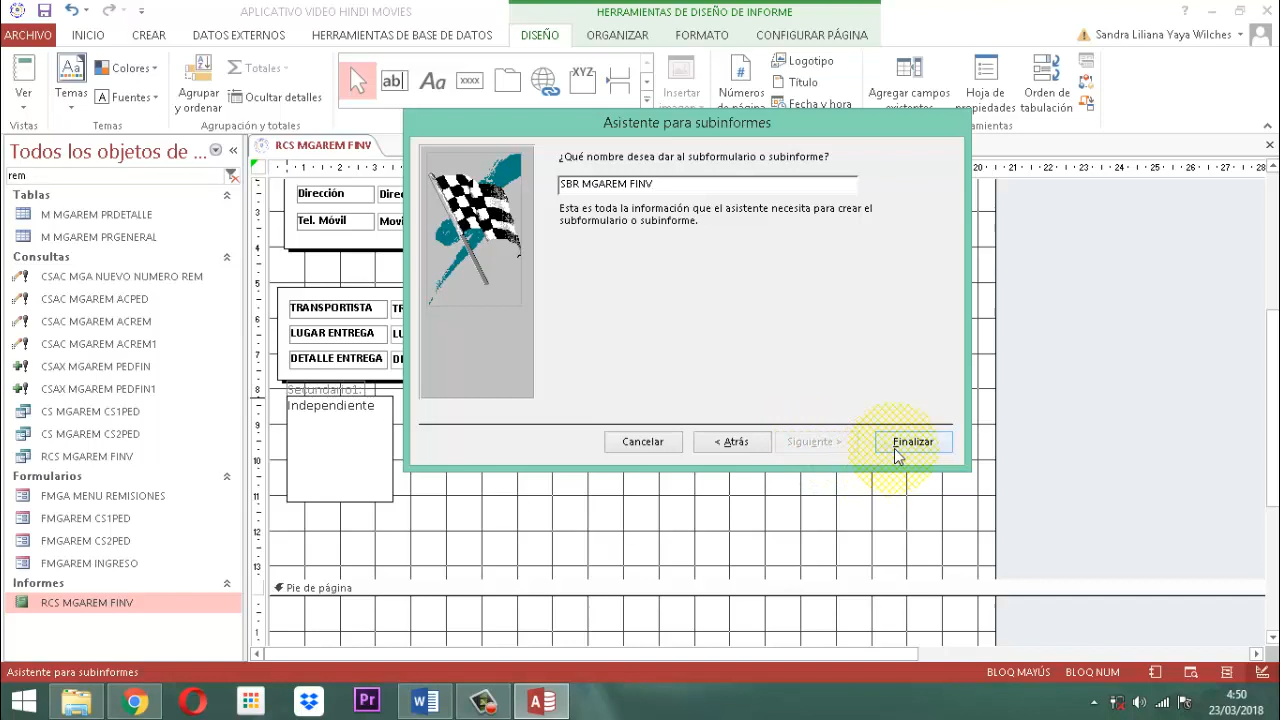 APLICATIVO VIDEO HINDI MOVIES
HERRAMIENTAS DE DISEÑO DE INFORME
ARCHIVO INICIO CREAR DATOS EXTERNOS HERRAMIENTAS DE BASE DE DATOS DISEÑO ORGANIZAR FORMATO CONFIGURAR PÁGINA Sandra Liliana Yaya Wilches
Ver
Vistas
Temas
Colores
Fuentes
Temas
Agrupar
y ordenar
Totales
Ocultar detalles
Agrupación y totales
ab
Aa
xxxx
XYZ
Insertar
imagen
Números
de página
Logotipo
Título
Fecha y hora
Agregar campos
existentes
Hoja de
propiedades
Orden de
tabulación
Todos los objetos de ...
rem
Tablas
M MGAREM PRDETALLE
M MGAREM PRGENERAL
Consultas
CSAC MGA NUEVO NUMERO REM
CSAC MGAREM ACPED
CSAC MGAREM ACREM
CSAC MGAREM ACREM1
CSAX MGAREM PEDFIN
CSAX MGAREM PEDFIN1
CS MGAREM CS1PED
CS MGAREM CS2PED
RCS MGAREM FINV
Formularios
FMGA MENU REMISIONES
FMGAREM CS1PED
FMGAREM CS2PED
FMGAREM INGRESO
Informes
RCS MGAREM FINV
RCS MGAREM FINV
Dirección
Tel. Móvil
TRANSPORTISTA
LUGAR ENTREGA
DETALLE ENTREGA
Secundario1:
Independiente
Pie de página
Asistente para subinformes
¿Qué nombre desea dar al subformulario o subinforme?
SBR MGAREM FINV
Esta es toda la información que el asistente necesita para crear el
subformulario o subinforme.
Cancelar < Atrás Siguiente > Finalizar
Asistente para subinformes BLOQ MAYÚS BLOQ NUM
4:50
23/03/2018